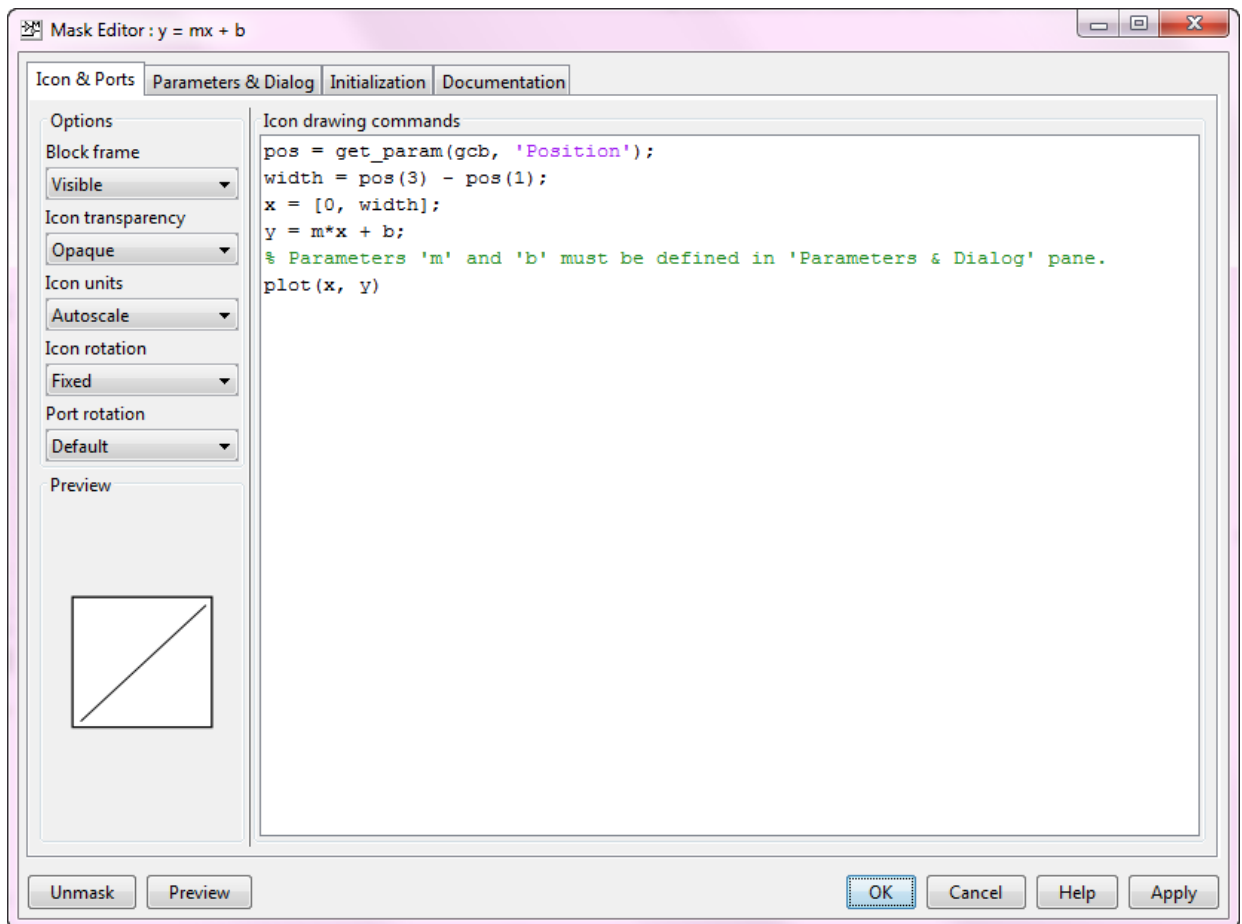 Mask Editor : y = mx + b
Icon & Ports
Parameters & Dialog
Initialization
Documentation
Options
Block frame
Visible
Icon transparency
Opaque
Icon units
Autoscale
Icon rotation
Fixed
Port rotation
Default
Preview
Icon drawing commands
pos = get_param(gcb, 'Position');
width = pos(3) - pos(1);
x = [0, width];
y = m*x + b;
% Parameters 'm' and 'b' must be defined in 'Parameters & Dialog' pane.
plot(x, y)
Unmask
Preview
OK
Cancel
Help
Apply